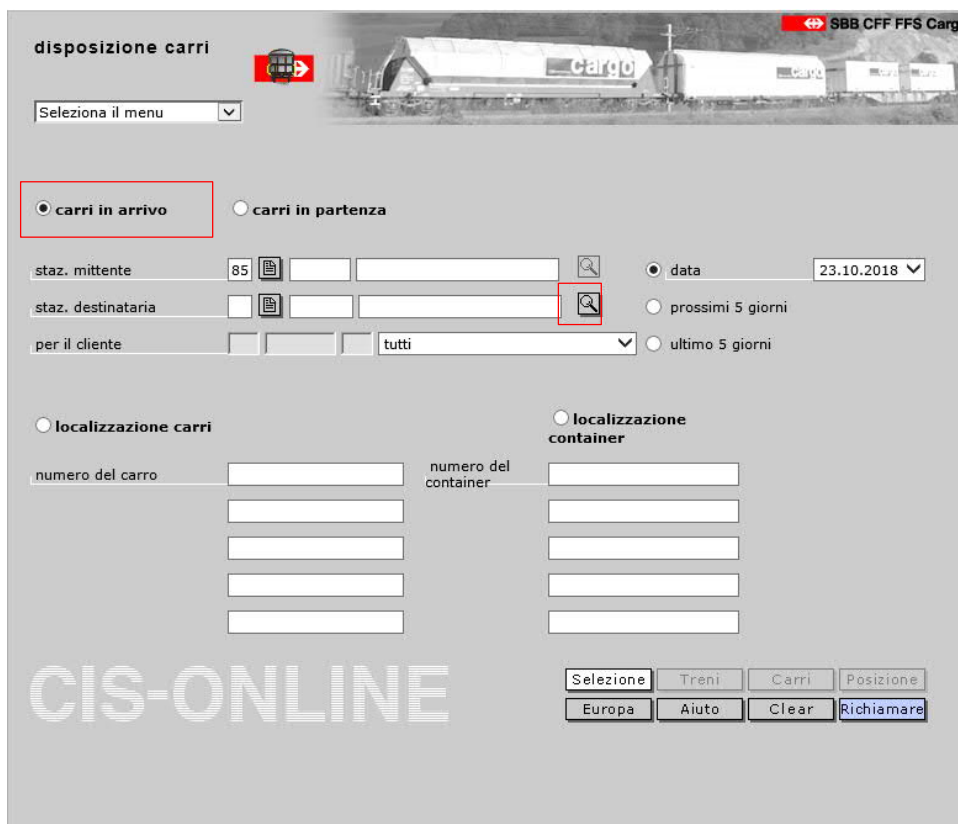 SBB CFF FFS Carg
disposizione carri
cargo
cargo
Seleziona il menu
carri in arrivo
carri in partenza
staz. mittente
85
data
23.10.2018
staz. destinataria
prossimi 5 giorni
per il cliente
tutti
ultimo 5 giorni
localizzazione carri
localizzazione
container
numero del carro
numero del
container
CIS-ONLINE
Selezione
Treni
Carri
Posizione
Europa
Aiuto
Clear
Richiamare